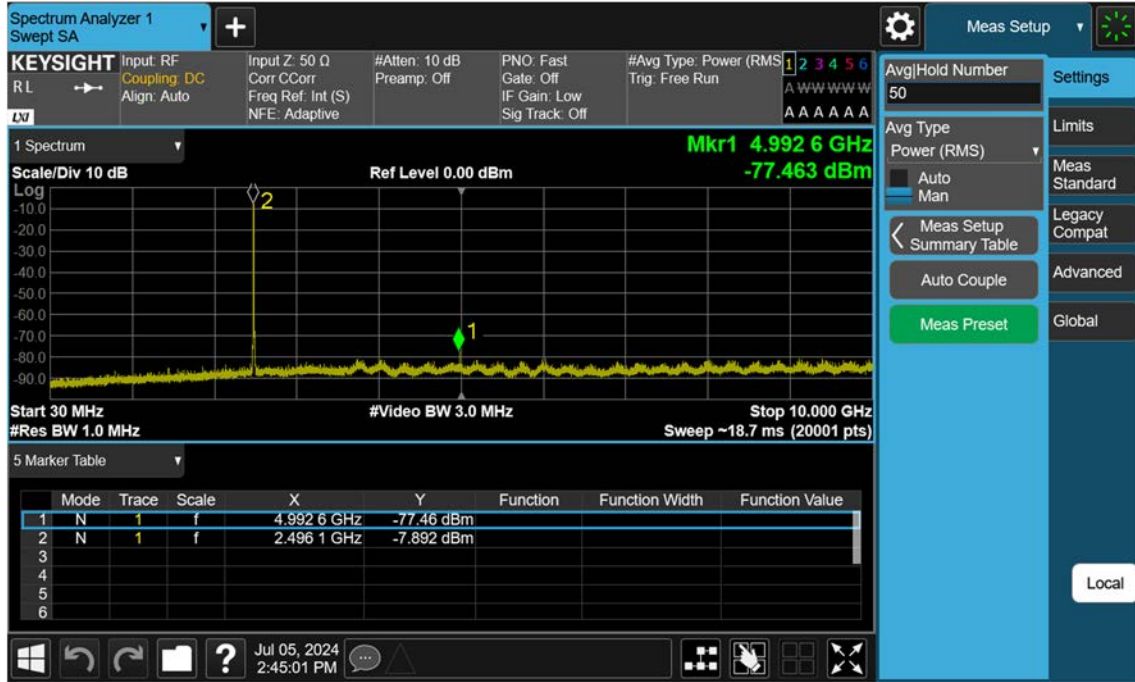 Spectrum Analyzer 1
Swept SA
+
Meas Setup
KEYSIGHT
R L
LXI
Input: RF
Coupling: DC
Align: Auto
Input Z: 50 Ω
Corr CCorr
Freq Ref: Int (S)
NFE: Adaptive
#Atten: 10 dB
Preamp: Off
PNO: Fast
Gate: Off
IF Gain: Low
Sig Track: Off
#Avg Type: Power (RMS
Trig: Free Run
1 2 3 4 5 6
A W W W W W
A A A A A A
1 Spectrum
Mkr1 4.992 6 GHz
-77.463 dBm
Scale/Div 10 dB
Ref Level 0.00 dBm
Log
-10.0
-20.0
-30.0
-40.0
-50.0
-60.0
-70.0
-80.0
-90.0
2
1
Start 30 MHz
#Video BW 3.0 MHz
Stop 10.000 GHz
#Res BW 1.0 MHz
Sweep ~18.7 ms (20001 pts)
5 Marker Table
Mode Trace Scale X Y Function Function Width Function Value
1 N 1 f 4.992 6 GHz -77.46 dBm
2 N 1 f 2.496 1 GHz -7.892 dBm
3
4
5
6
Avg|Hold Number
50
Avg Type
Power (RMS)
Auto
Man
Meas Setup
Summary Table
Auto Couple
Meas Preset
Settings
Limits
Meas
Standard
Legacy
Compat
Advanced
Global
Local
?
Jul 05, 2024
2:45:01 PM